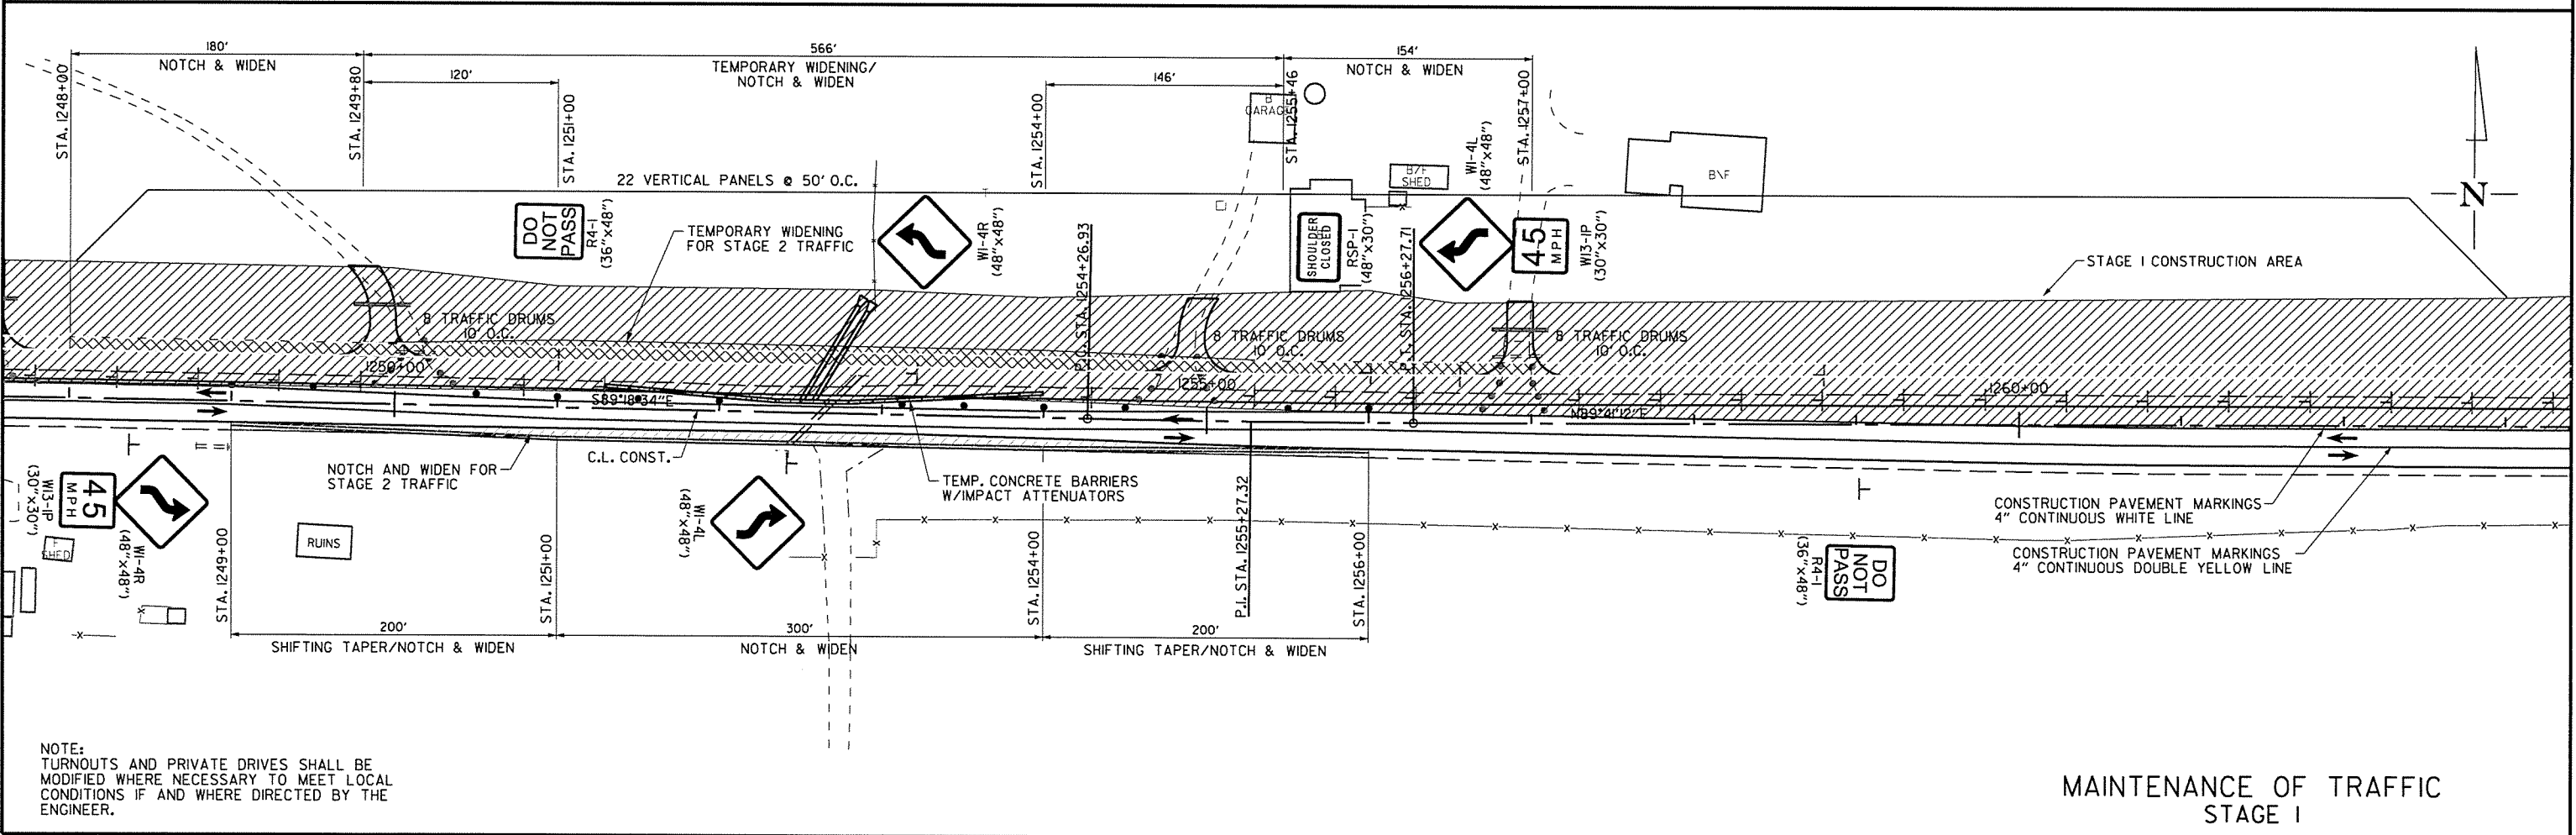 180'
NOTCH & WIDEN
566'
TEMPORARY WIDENING/
NOTCH & WIDEN
154'
NOTCH & WIDEN
120'
146'
STA. 1248+00
STA. 1249+80
STA. 1251+00
STA. 1254+00
STA. 1255+46
STA. 1257+00
B
GARAGE
B/F
SHED
B\F
22 VERTICAL PANELS @ 50' O.C.
DO
NOT
PASS
R4-1
(36"x48")
TEMPORARY WIDENING
FOR STAGE 2 TRAFFIC
W1-4R
(48"x48")
SHOULDER
CLOSED
RSP-1
(48"x30")
W1-4L
(48"x48")
45
MPH
W13-1P
(30"x30")
N
STAGE 1 CONSTRUCTION AREA
P.C. STA. 1254+26.93
P.T. STA. 1256+27.71
8 TRAFFIC DRUMS
10' O.C.
8 TRAFFIC DRUMS
10' O.C.
8 TRAFFIC DRUMS
10' O.C.
1250+00
1255+00
1260+00
S89°18'34"E
N89°41'12"E
45
MPH
W13-1P
(30"x30")
W1-4R
(48"x48")
F
SHED
RUINS
NOTCH AND WIDEN FOR
STAGE 2 TRAFFIC
C.L. CONST.
W1-4L
(48"x48")
TEMP. CONCRETE BARRIERS
W/IMPACT ATTENUATORS
P.I. STA. 1255+27.32
STA. 1249+00
STA. 1251+00
STA. 1254+00
STA. 1256+00
DO
NOT
PASS
R4-1
(36"x48")
CONSTRUCTION PAVEMENT MARKINGS
4" CONTINUOUS WHITE LINE
CONSTRUCTION PAVEMENT MARKINGS
4" CONTINUOUS DOUBLE YELLOW LINE
200'
SHIFTING TAPER/NOTCH & WIDEN
300'
NOTCH & WIDEN
200'
SHIFTING TAPER/NOTCH & WIDEN
NOTE:
TURNOUTS AND PRIVATE DRIVES SHALL BE
MODIFIED WHERE NECESSARY TO MEET LOCAL
CONDITIONS IF AND WHERE DIRECTED BY THE
ENGINEER.
MAINTENANCE OF TRAFFIC
STAGE 1